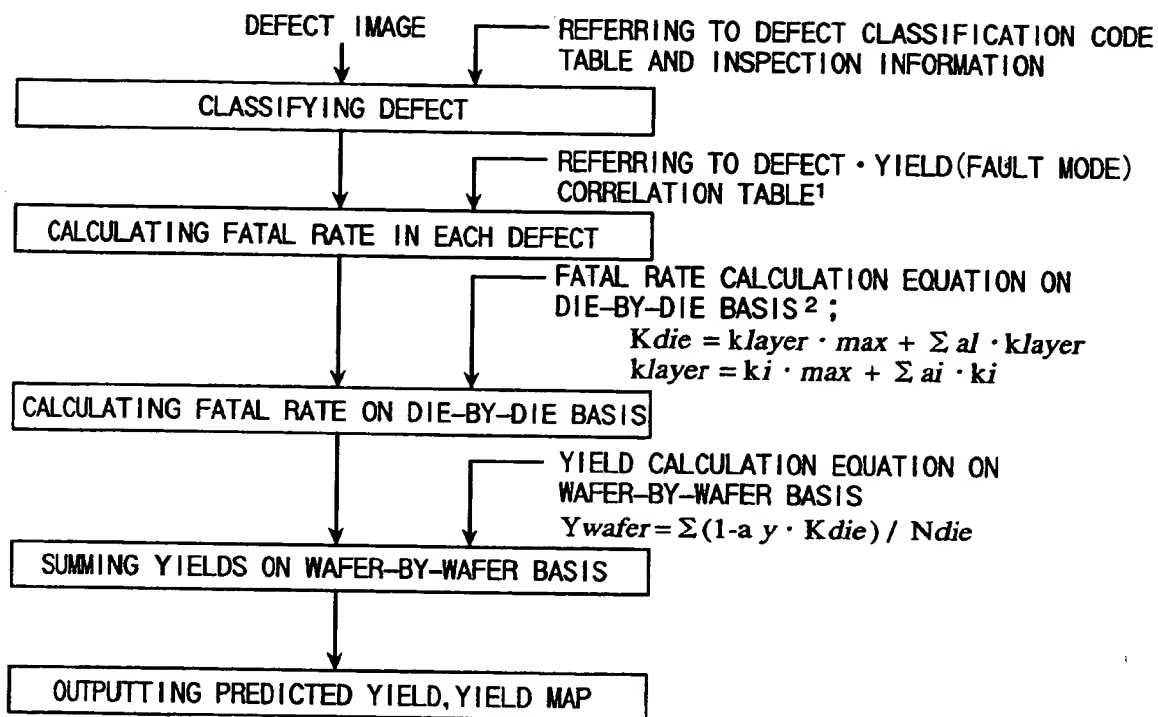 DEFECT IMAGE
REFERRING TO DEFECT CLASSIFICATION CODE
TABLE AND INSPECTION INFORMATION
CLASSIFYING DEFECT
REFERRING TO DEFECT・YIELD(FAULT MODE)
CORRELATION TABLE¹
CALCULATING FATAL RATE IN EACH DEFECT
FATAL RATE CALCULATION EQUATION ON
DIE-BY-DIE BASIS²;
Kdie = klayer · max + Σ al · klayer
klayer = ki · max + Σ ai · ki
CALCULATING FATAL RATE ON DIE-BY-DIE BASIS
YIELD CALCULATION EQUATION ON
WAFER-BY-WAFER BASIS
Ywafer = Σ(1-a y · Kdie) / Ndie
SUMMING YIELDS ON WAFER-BY-WAFER BASIS
OUTPUTTING PREDICTED YIELD, YIELD MAP